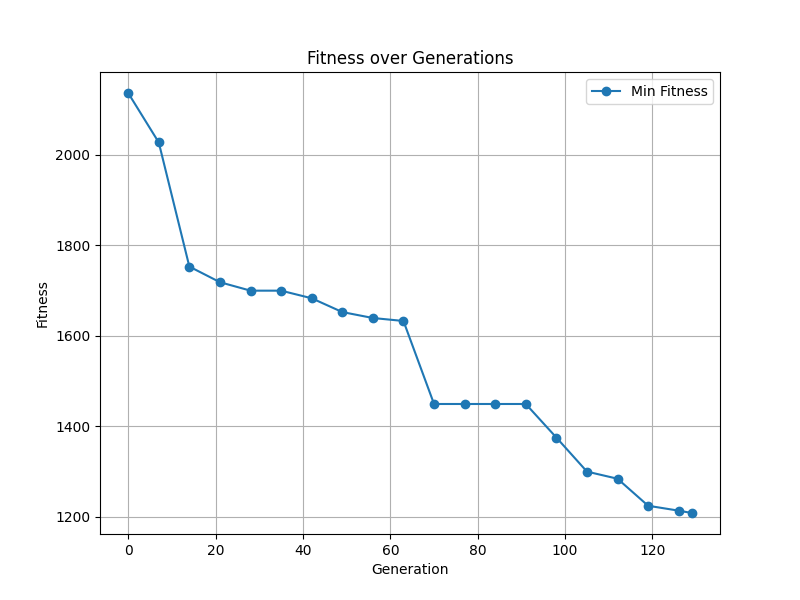 Fitness over Generations
Min Fitness
2000
1800
1600
1400
1200
Fitness
0 20 40 60 80 100 120
Generation